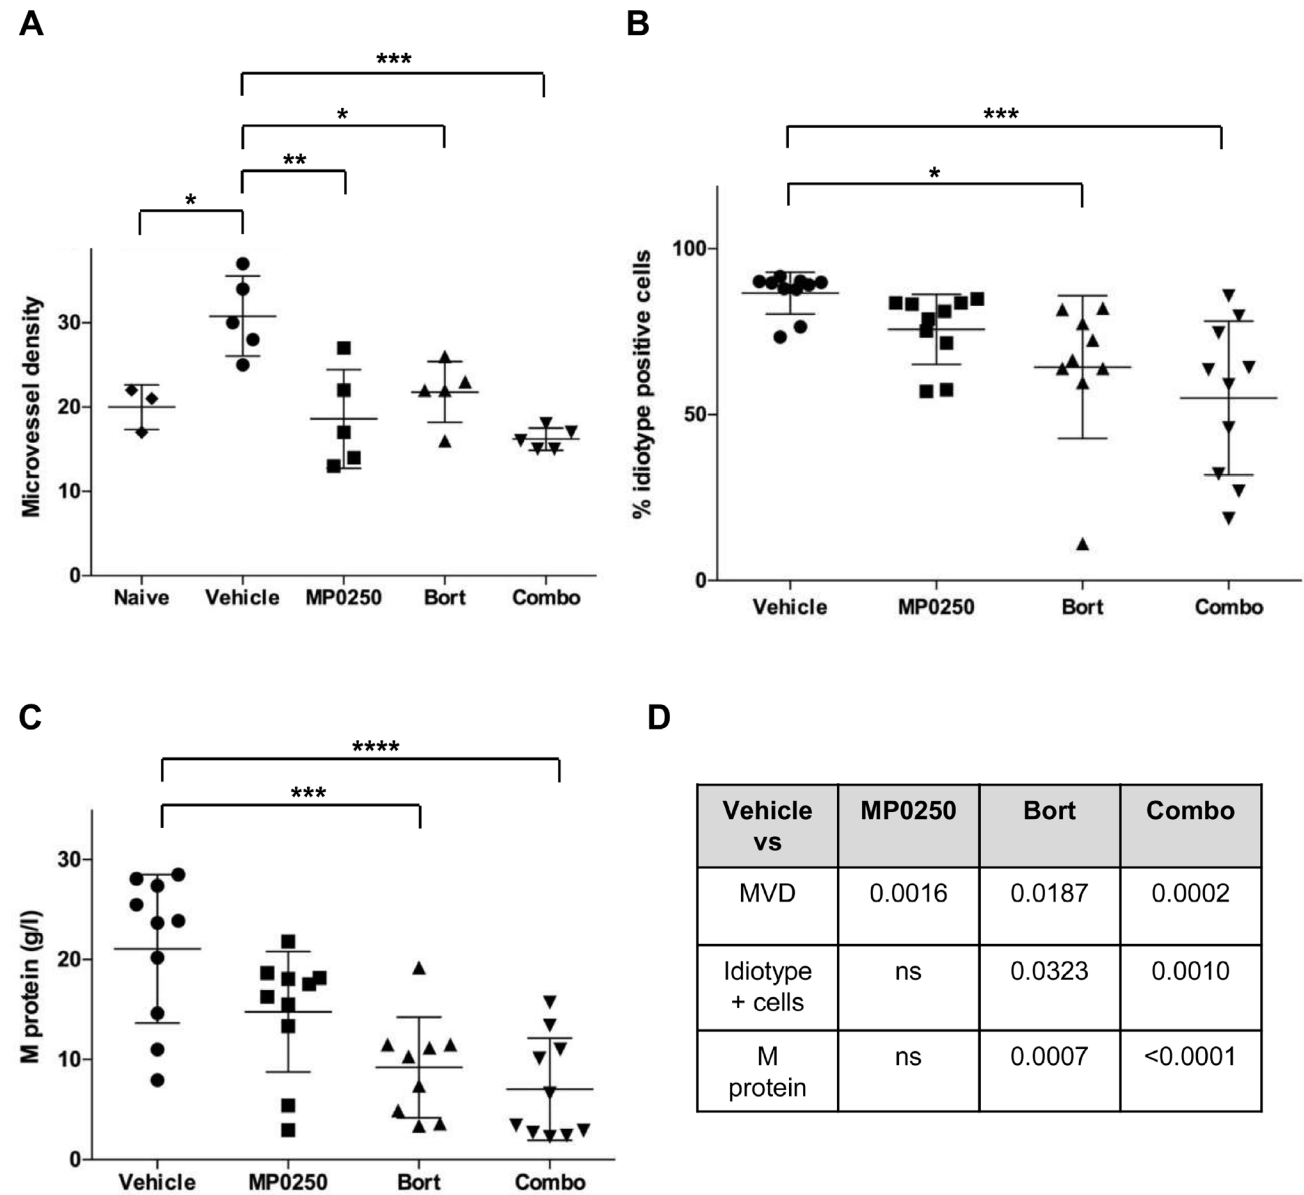 A
***
*
**
*
Microvessel density
30
20
10
0
Naive Vehicle MP0250 Bort Combo
B
***
*
% idiotype positive cells
100
50
0
Vehicle MP0250 Bort Combo
C
****
***
M protein (g/l)
30
20
10
0
Vehicle MP0250 Bort Combo
D
Vehicle vs MP0250 Bort Combo
MVD 0.0016 0.0187 0.0002
Idiotype + cells ns 0.0323 0.0010
M protein ns 0.0007 <0.0001